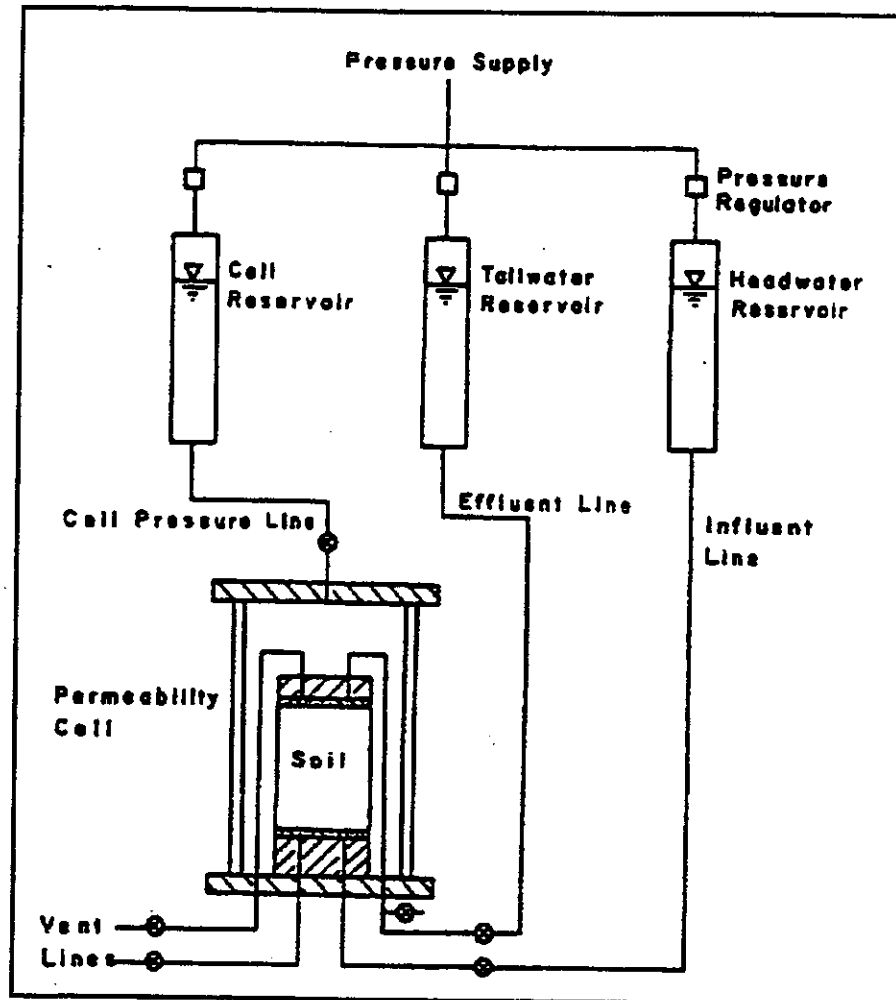 Pressure Supply
Pressure
Regulator
Cell
Reservoir
Tailwater
Reservoir
Headwater
Reservoir
Effluent Line
Cell Pressure Line
Influent
Line
Permeability
Cell
Soil
Vent
Lines